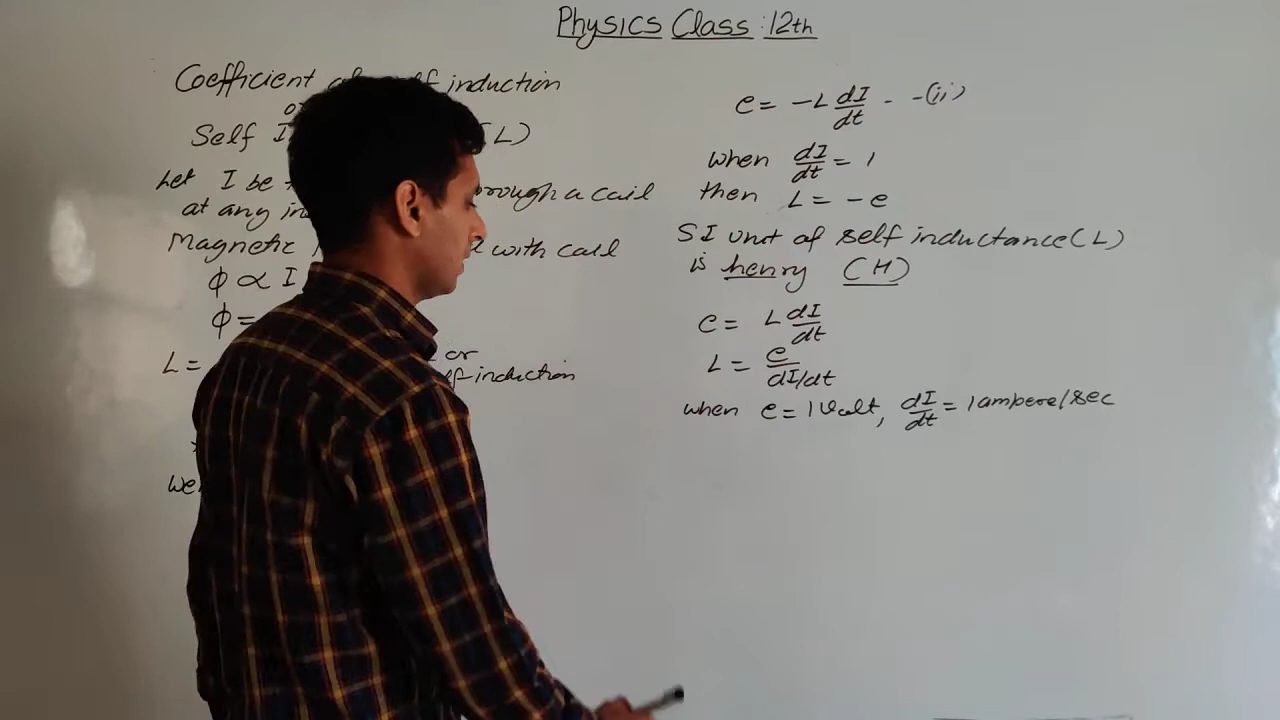 Physics Class : 12th
Coefficient induction
Self I (L)
Let I be through a coil
at any in
Magnetic with coil
ϕ ∝ I
ϕ =
L = or
induction
We
e = -L dI/dt - -(ii)
when dI/dt = 1
then L = -e
SI unit of self inductance(L)
is henry (H)
e = L dI/dt
L = e/dI/dt
when e = 1 Volt, dI/dt = 1 ampere/sec